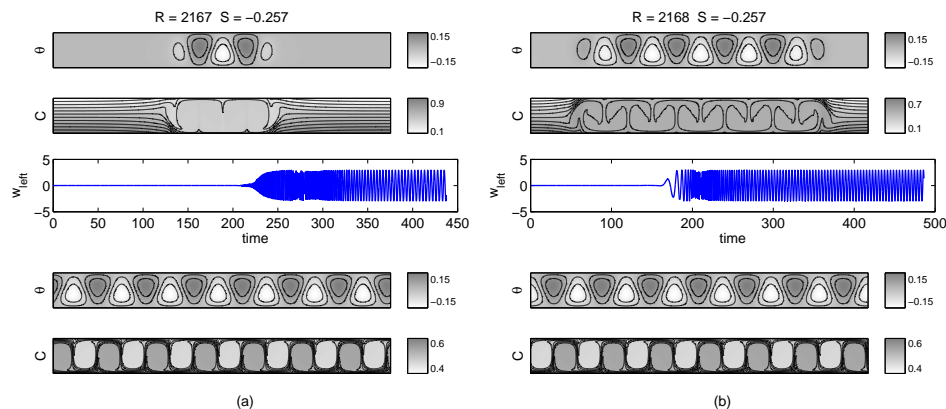 R = 2167 S = −0.257
θ
0.15
−0.15
C
0.9
0.1
w_left
5
0
−5
0 50 100 150 200 250 300 350 400 450
time
θ
0.15
−0.15
C
0.6
0.4
(a)
R = 2168 S = −0.257
θ
0.15
−0.15
C
0.7
0.1
w_left
5
0
−5
0 100 200 300 400 500
time
θ
0.15
−0.15
C
0.6
0.4
(b)